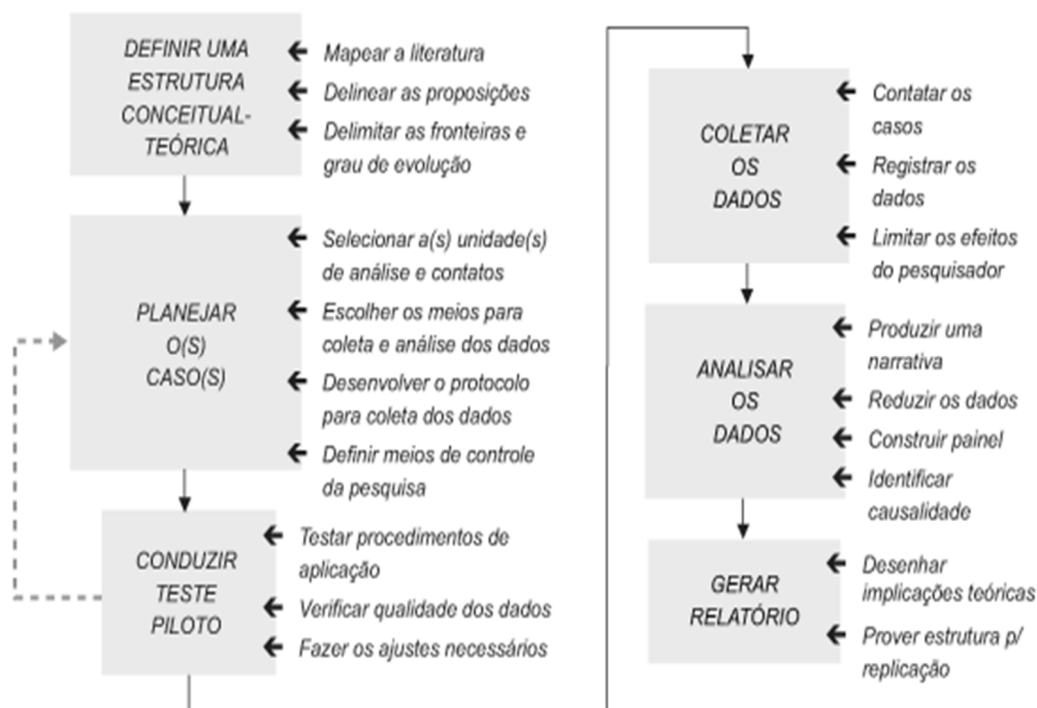 DEFINIR UMA
ESTRUTURA
CONCEITUAL-
TEÓRICA
Mapear a literatura
Delinear as proposições
Delimitar as fronteiras e
grau de evolução
PLANEJAR
O(S)
CASO(S)
Selecionar a(s) unidade(s)
de análise e contatos
Escolher os meios para
coleta e análise dos dados
Desenvolver o protocolo
para coleta dos dados
Definir meios de controle
da pesquisa
CONDUZIR
TESTE
PILOTO
Testar procedimentos de
aplicação
Verificar qualidade dos dados
Fazer os ajustes necessários
COLETAR
OS
DADOS
Contatar os
casos
Registrar os
dados
Limitar os efeitos
do pesquisador
ANALISAR
OS
DADOS
Produzir uma
narrativa
Reduzir os dados
Construir painel
Identificar
causalidade
GERAR
RELATÓRIO
Desenhar
implicações teóricas
Prover estrutura p/
replicação